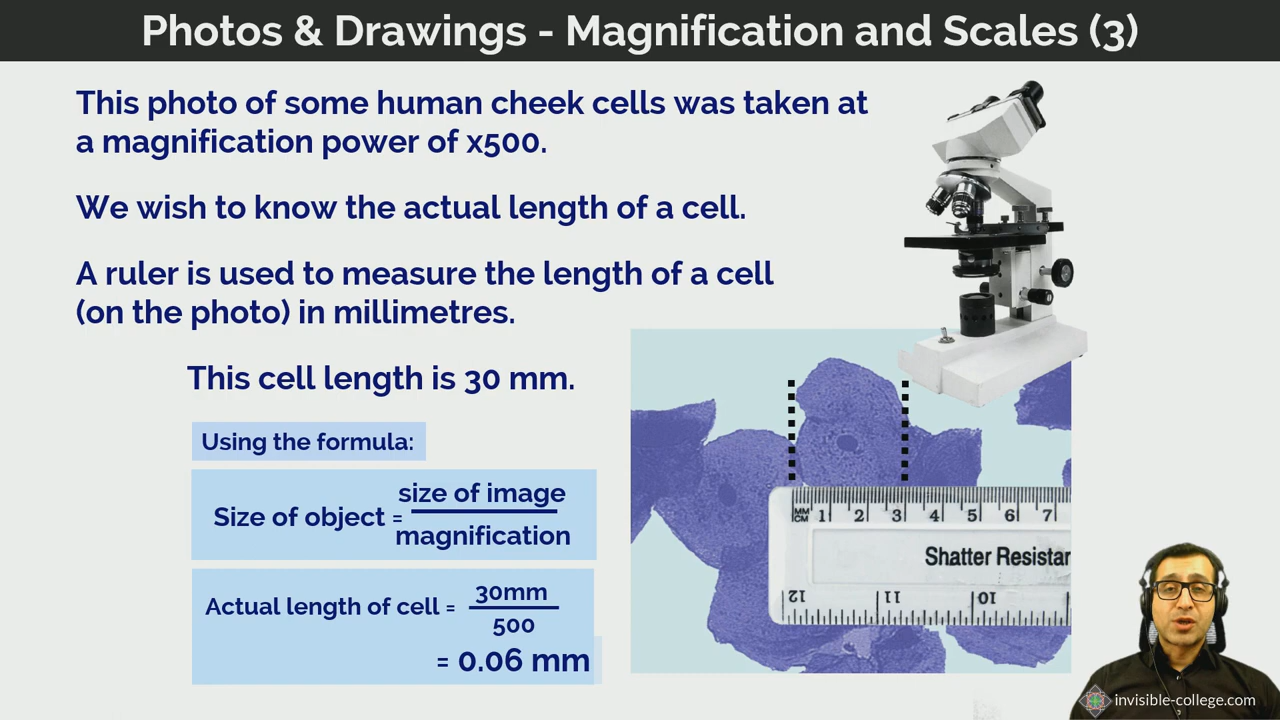 Photos & Drawings - Magnification and Scales (3)
This photo of some human cheek cells was taken at
a magnification power of x500.
We wish to know the actual length of a cell.
A ruler is used to measure the length of a cell
(on the photo) in millimetres.
This cell length is 30 mm.
Using the formula:
size of image
Size of object =
magnification
30mm
Actual length of cell =
500
= 0.06 mm
MM
CM 1 2 3 4 5 6 7
Shatter Resistar
12 11 10
invisible-college.com